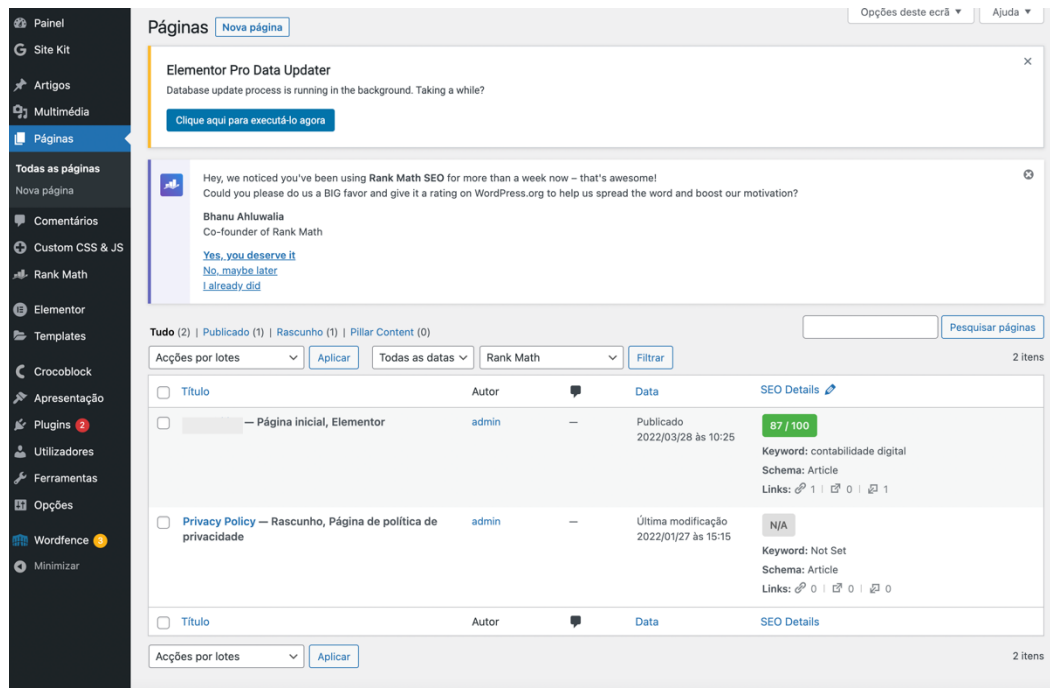 Painel
Site Kit
Artigos
Multimédia
Páginas
Todas as páginas
Nova página
Comentários
Custom CSS & JS
Rank Math
Elementor
Templates
Crocoblock
Apresentação
Plugins 2
Utilizadores
Ferramentas
Opções
Wordfence 3
Minimizar
Opções deste ecrã ▼ Ajuda ▼
Páginas Nova página
Elementor Pro Data Updater
Database update process is running in the background. Taking a while?
Clique aqui para executá-lo agora
Hey, we noticed you've been using Rank Math SEO for more than a week now – that's awesome!
Could you please do us a BIG favor and give it a rating on WordPress.org to help us spread the word and boost our motivation?
Bhanu Ahluwalia
Co-founder of Rank Math
Yes, you deserve it
No, maybe later
I already did
Tudo (2) | Publicado (1) | Rascunho (1) | Pillar Content (0)
Pesquisar páginas
Acções por lotes Aplicar Todas as datas Rank Math Filtrar 2 itens
Título Autor Data SEO Details
— Página inicial, Elementor admin — Publicado 2022/03/28 às 10:25
87 / 100
Keyword: contabilidade digital
Schema: Article
Links: 1 | 0 | 1
Privacy Policy — Rascunho, Página de política de privacidade admin — Última modificação 2022/01/27 às 15:15
N/A
Keyword: Not Set
Schema: Article
Links: 0 | 0 | 0
Título Autor Data SEO Details
Acções por lotes Aplicar 2 itens